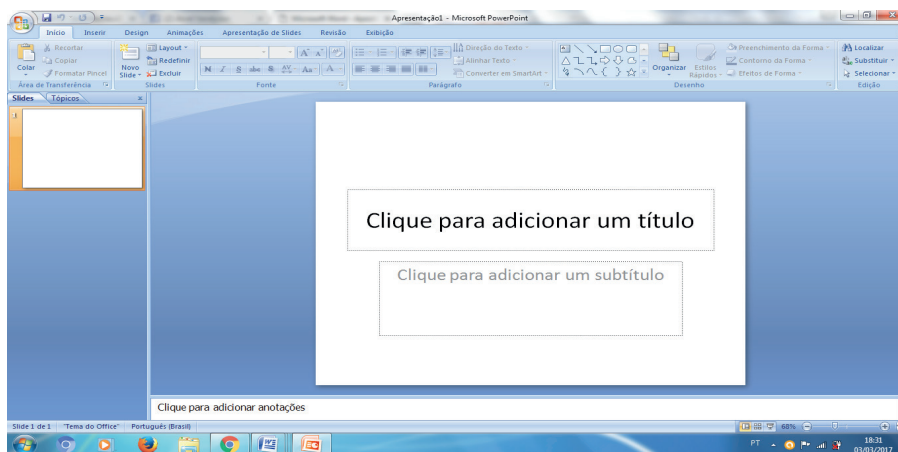 Apresentação1 - Microsoft PowerPoint
Início Inserir Design Animações Apresentação de Slides Revisão Exibição
Colar
Recortar
Copiar
Formatar Pincel
Área de Transferência
Novo
Slide
Layout
Redefinir
Excluir
Slides
N I S abc S AV Aa A
Fonte
Direção do Texto
Alinhar Texto
Converter em SmartArt
Parágrafo
Organizar
Estilos
Rápidos
Preenchimento da Forma
Contorno da Forma
Efeitos de Forma
Desenho
Localizar
Substituir
Selecionar
Edição
Slides Tópicos x
1
Clique para adicionar um título
Clique para adicionar um subtítulo
Clique para adicionar anotações
Slide 1 de 1 "Tema do Office" Português (Brasil) 68%
PT 18:31
03/03/2017